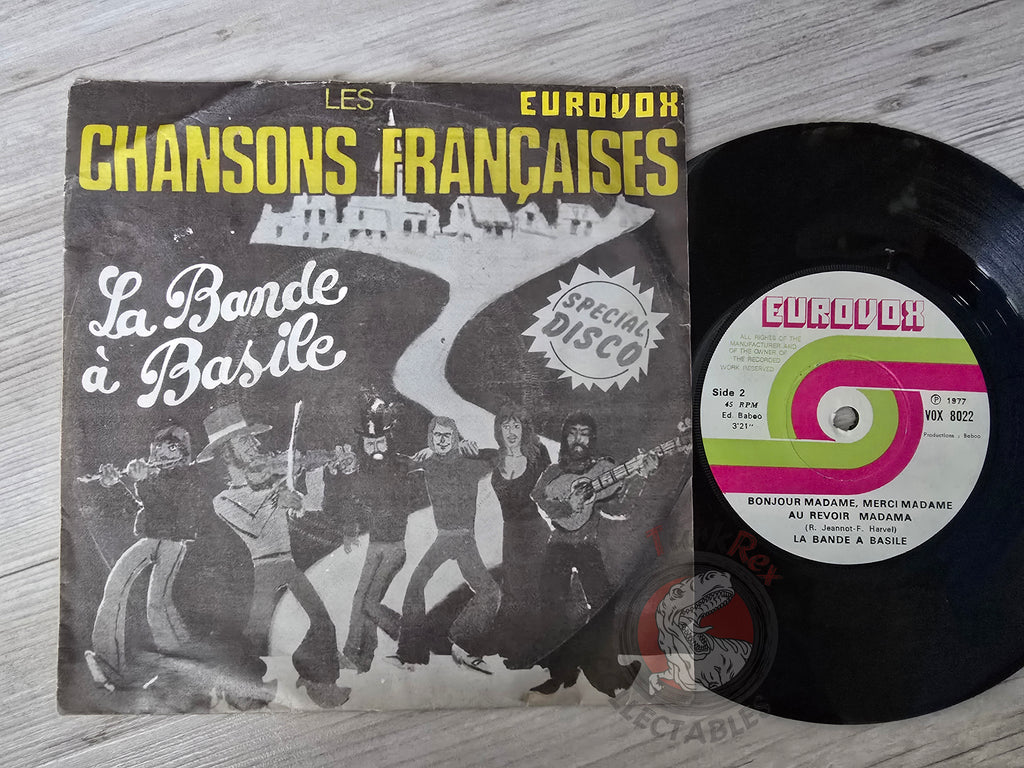 LES
EUROVOX
CHANSONS FRANÇAISES
La Bande
à Basile
SPECIAL
DISCO
EUROVOX
ALL RIGHTS OF THE
MANUFACTURER AND
OF THE OWNER OF
THE RECORDED
WORK RESERVED
Side 2
45 RPM
Ed. Baboo
3'21"
Ⓟ 1977
VOX 8022
Productions : Baboo
BONJOUR MADAME, MERCI MADAME
AU REVOIR MADAMA
(R. Jeannot-F. Harvel)
LA BANDE A BASILE
TrackRex